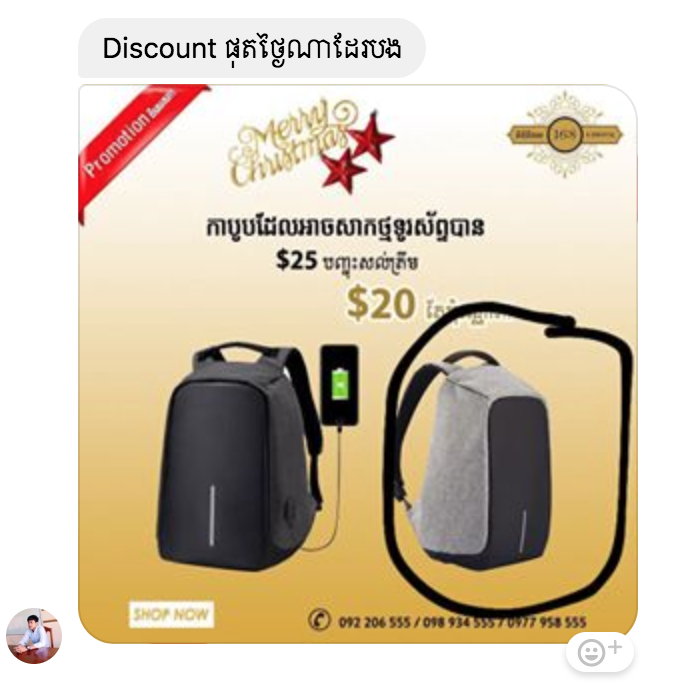 Discount ផុតថ្ងៃណាដែរបង
Promotion
Merry
Christmas
168
កាបូបដែលអាចសាកថ្មទូរស័ព្ទបាន
$25 បញ្ចុះសល់ត្រឹម
$20
SHOP NOW
092 206 555 / 098 934 555 / 0977 958 555